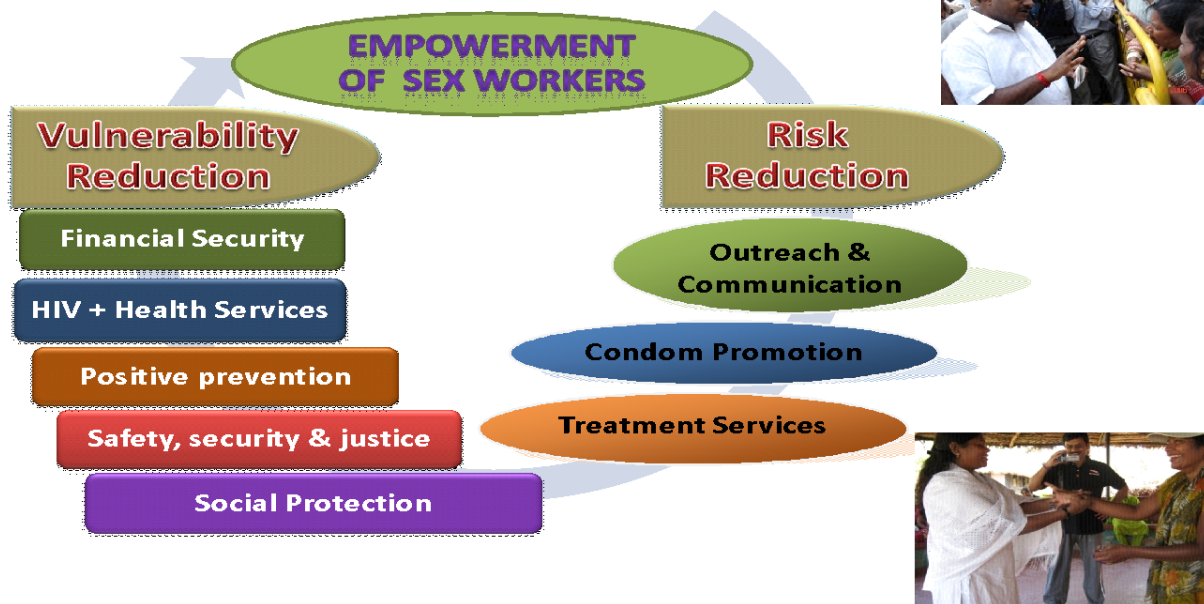 EMPOWERMENT
OF SEX WORKERS
Vulnerability
Reduction
Financial Security
HIV + Health Services
Positive prevention
Safety, security & justice
Social Protection
Risk
Reduction
Outreach &
Communication
Condom Promotion
Treatment Services